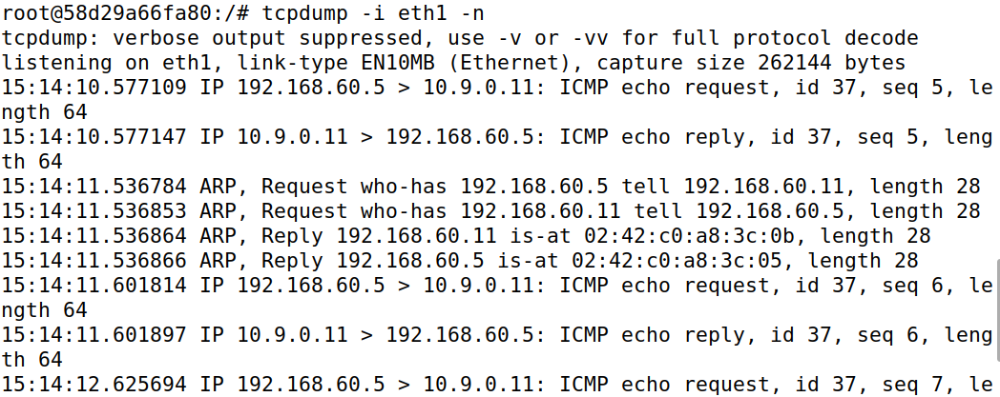 root@58d29a66fa80:/# tcpdump -i eth1 -n
tcpdump: verbose output suppressed, use -v or -vv for full protocol decode
listening on eth1, link-type EN10MB (Ethernet), capture size 262144 bytes
15:14:10.577109 IP 192.168.60.5 > 10.9.0.11: ICMP echo request, id 37, seq 5, le
ngth 64
15:14:10.577147 IP 10.9.0.11 > 192.168.60.5: ICMP echo reply, id 37, seq 5, leng
th 64
15:14:11.536784 ARP, Request who-has 192.168.60.5 tell 192.168.60.11, length 28
15:14:11.536853 ARP, Request who-has 192.168.60.11 tell 192.168.60.5, length 28
15:14:11.536864 ARP, Reply 192.168.60.11 is-at 02:42:c0:a8:3c:0b, length 28
15:14:11.536866 ARP, Reply 192.168.60.5 is-at 02:42:c0:a8:3c:05, length 28
15:14:11.601814 IP 192.168.60.5 > 10.9.0.11: ICMP echo request, id 37, seq 6, le
ngth 64
15:14:11.601897 IP 10.9.0.11 > 192.168.60.5: ICMP echo reply, id 37, seq 6, leng
th 64
15:14:12.625694 IP 192.168.60.5 > 10.9.0.11: ICMP echo request, id 37, seq 7, le